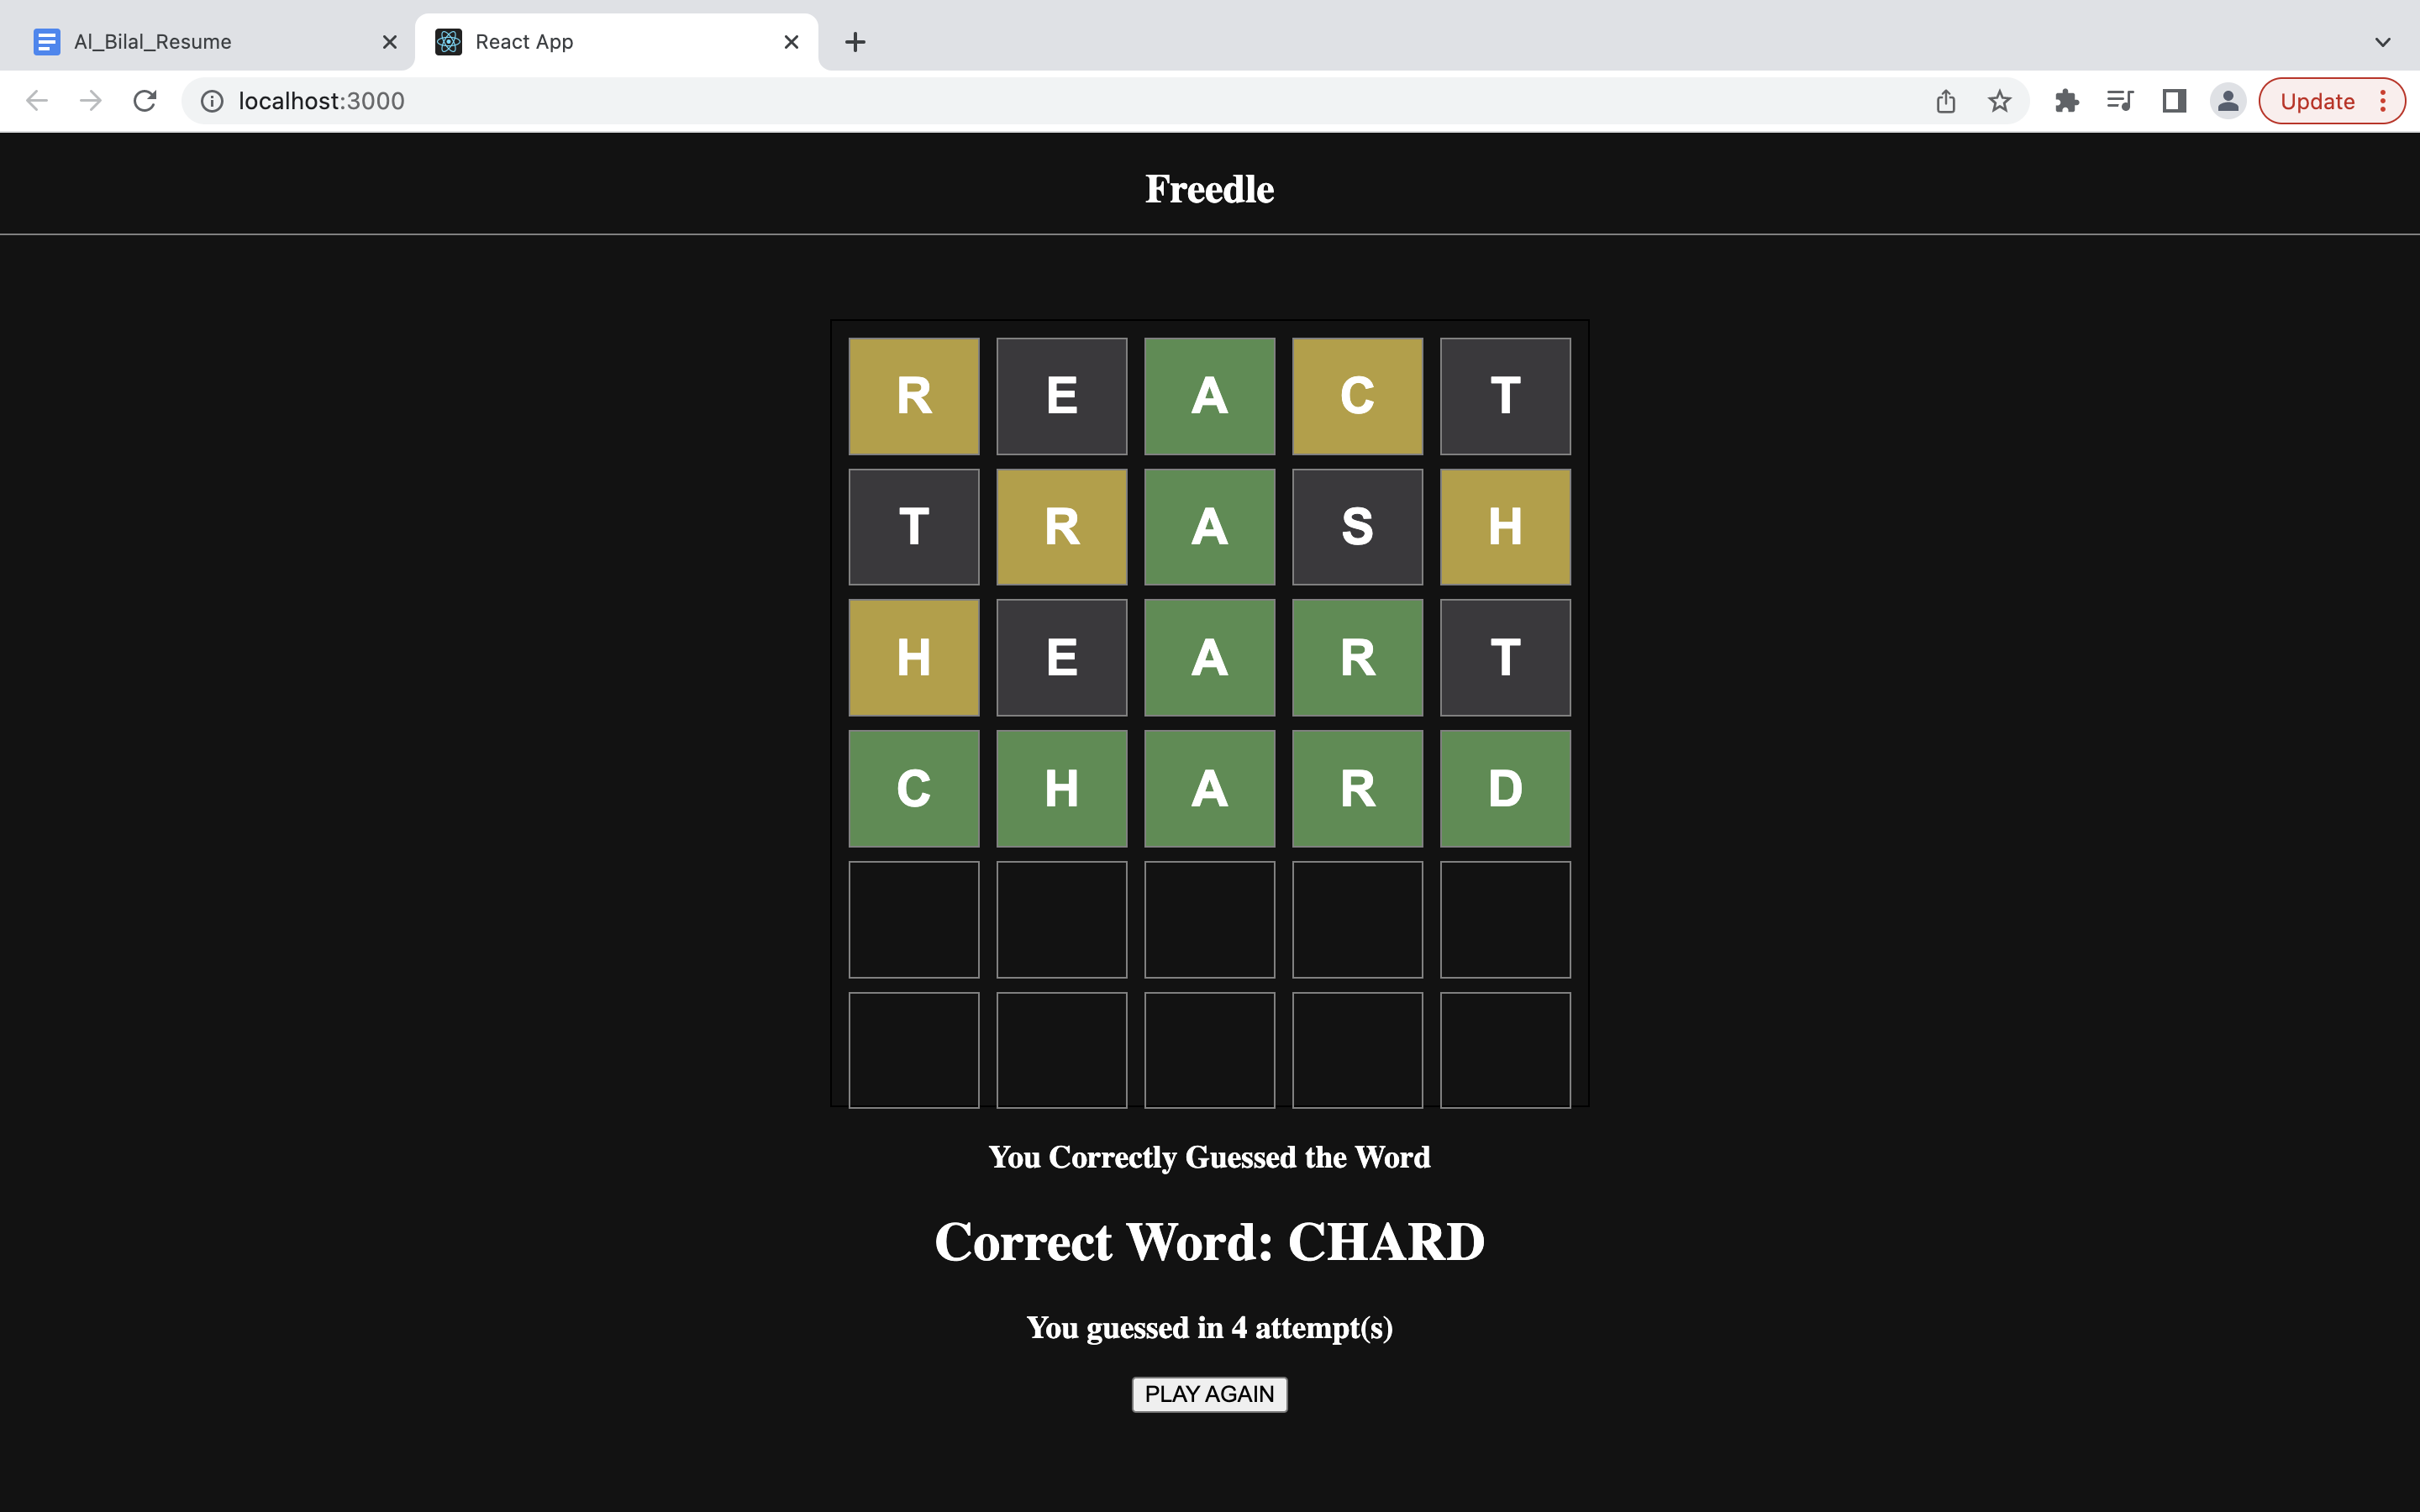 Al_Bilal_Resume
React App
localhost:3000
Update
Freedle
R E A C T
T R A S H
H E A R T
C H A R D
You Correctly Guessed the Word
Correct Word: CHARD
You guessed in 4 attempt(s)
PLAY AGAIN